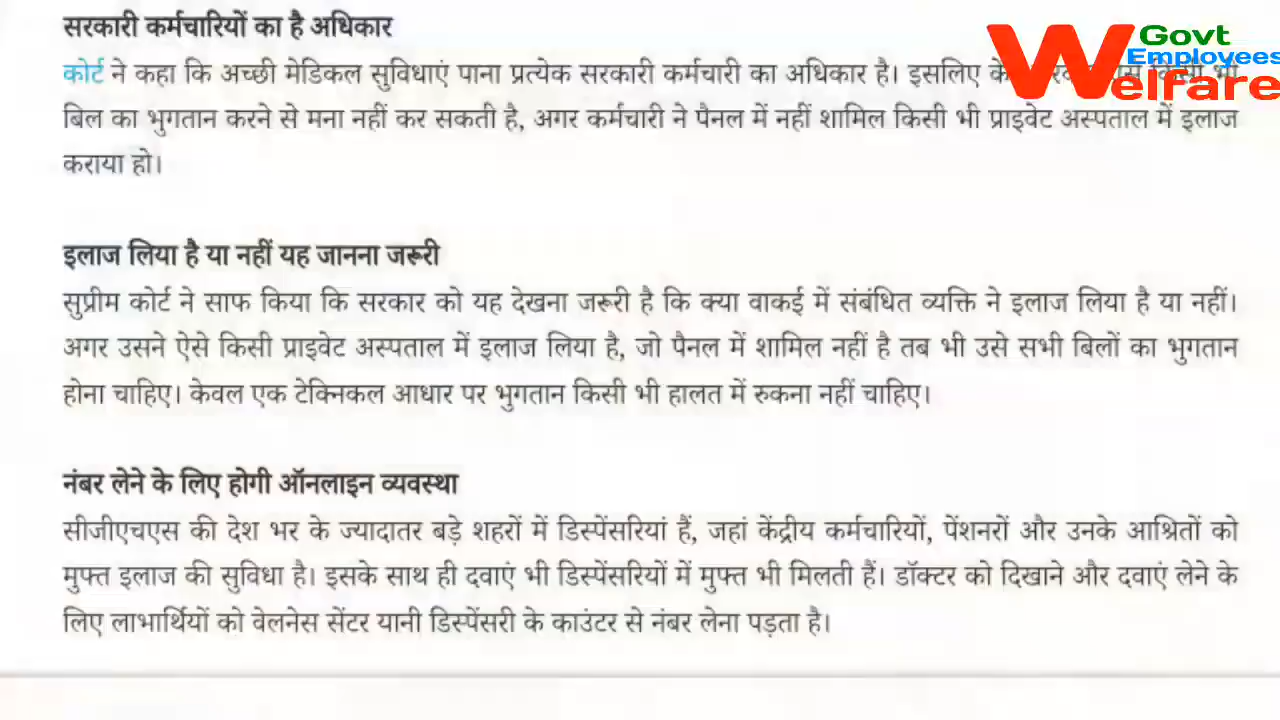 सरकारी कर्मचारियों का है अधिकार
Govt
Employees
Welfare
कोर्ट ने कहा कि अच्छी मेडिकल सुविधाएं पाना प्रत्येक सरकारी कर्मचारी का अधिकार है। इसलिए
बिल का भुगतान करने से मना नहीं कर सकती है, अगर कर्मचारी ने पैनल में नहीं शामिल किसी भी प्राइवेट अस्पताल में इलाज
कराया हो।
इलाज लिया है या नहीं यह जानना जरूरी
सुप्रीम कोर्ट ने साफ किया कि सरकार को यह देखना जरूरी है कि क्या वाकई में संबंधित व्यक्ति ने इलाज लिया है या नहीं।
अगर उसने ऐसे किसी प्राइवेट अस्पताल में इलाज लिया है, जो पैनल में शामिल नहीं है तब भी उसे सभी बिलों का भुगतान
होना चाहिए। केवल एक टेक्निकल आधार पर भुगतान किसी भी हालत में रुकना नहीं चाहिए।
नंबर लेने के लिए होगी ऑनलाइन व्यवस्था
सीजीएचएस की देश भर के ज्यादातर बड़े शहरों में डिस्पेंसरियां हैं, जहां केंद्रीय कर्मचारियों, पेंशनरों और उनके आश्रितों को
मुफ्त इलाज की सुविधा है। इसके साथ ही दवाएं भी डिस्पेंसरियों में मुफ्त भी मिलती हैं। डॉक्टर को दिखाने और दवाएं लेने के
लिए लाभार्थियों को वेलनेस सेंटर यानी डिस्पेंसरी के काउंटर से नंबर लेना पड़ता है।